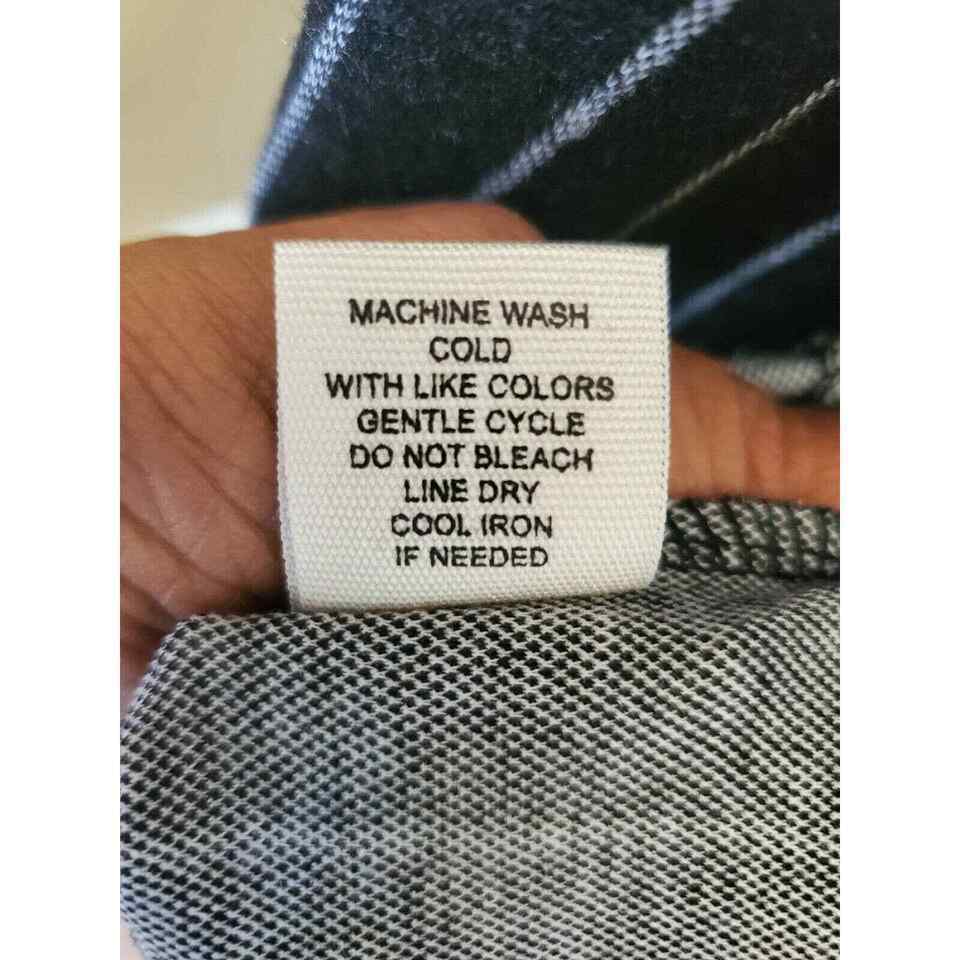 MACHINE WASH
COLD
WITH LIKE COLORS
GENTLE CYCLE
DO NOT BLEACH
LINE DRY
COOL IRON
IF NEEDED